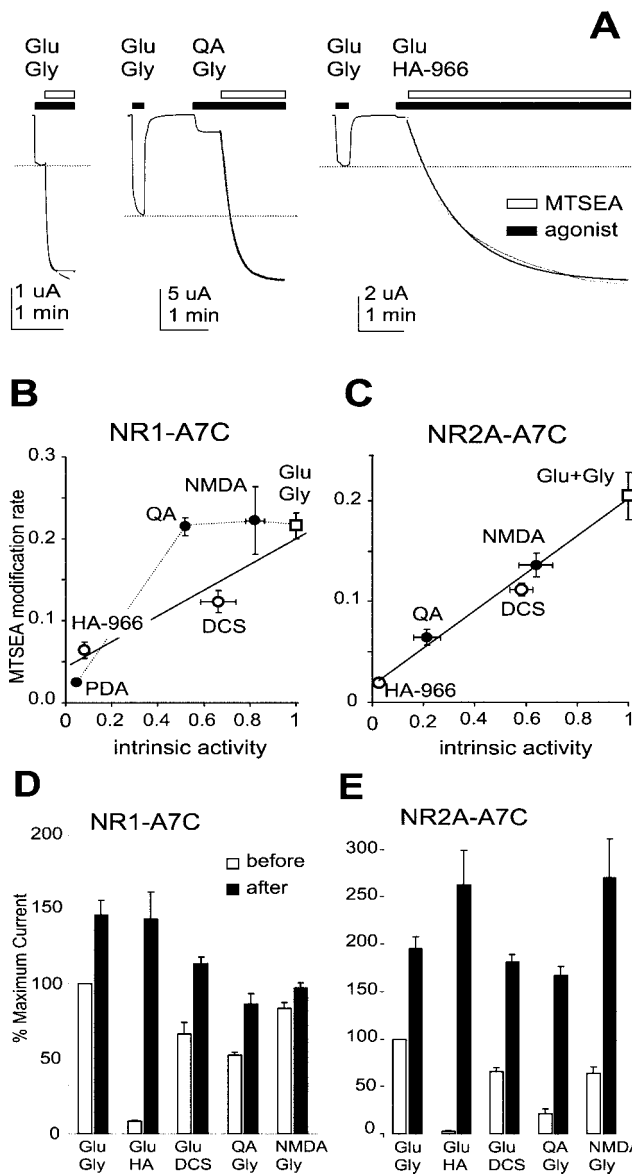 A
Glu Glu QA Glu Glu
Gly Gly Gly Gly HA-966
MTSEA
agonist
1 uA
1 min
5 uA
1 min
2 uA
1 min
B
NR1-A7C
MTSEA modification rate
0.3
0.2
0.1
0.0
0 0.2 0.4 0.6 0.8 1
intrinsic activity
HA-966
PDA
QA
NMDA
Glu
Gly
DCS
C
NR2A-A7C
0.2
0.1
0
0 0.2 0.4 0.6 0.8 1
intrinsic activity
Glu+Gly
NMDA
DCS
QA
HA-966
D
NR1-A7C
before
after
% Maximum Current
200
150
100
50
0
Glu Glu Glu QA NMDA
Gly HA DCS Gly Gly
E
NR2A-A7C
300
250
200
150
100
50
0
Glu Glu Glu QA NMDA
Gly HA DCS Gly Gly